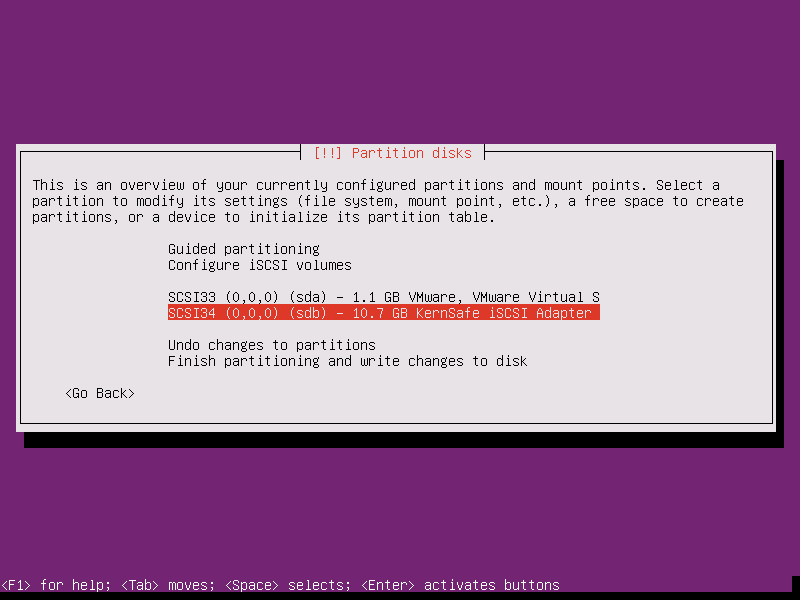 [!!] Partition disks
This is an overview of your currently configured partitions and mount points. Select a
partition to modify its settings (file system, mount point, etc.), a free space to create
partitions, or a device to initialize its partition table.
Guided partitioning
Configure iSCSI volumes
SCSI33 (0,0,0) (sda) - 1.1 GB VMware, VMware Virtual S
SCSI34 (0,0,0) (sdb) - 10.7 GB KernSafe iSCSI Adapter
Undo changes to partitions
Finish partitioning and write changes to disk
<Go Back>
<F1> for help; <Tab> moves; <Space> selects; <Enter> activates buttons